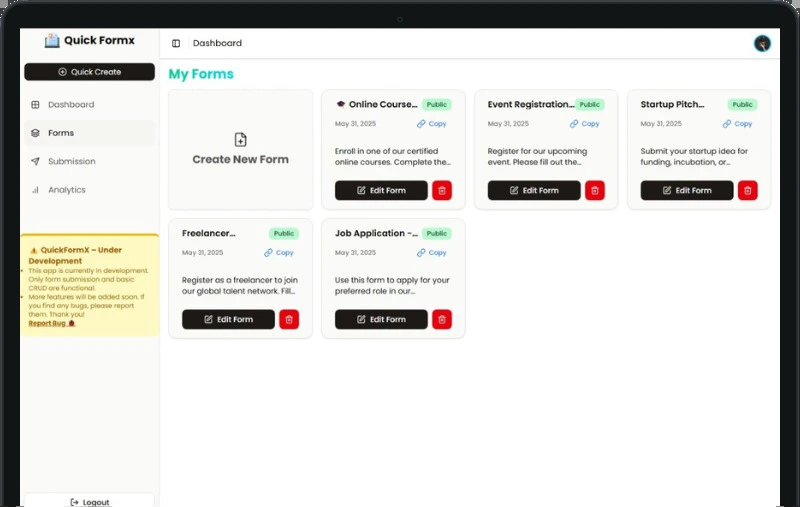 Quick Formx
Quick Create
Dashboard
Forms
Submission
Analytics
⚠️ QuickFormX – Under
Development
This app is currently in development.
Only form submission and basic
CRUD are functional.
More features will be added soon. If
you find any bugs, please report
them. Thank you!
Report Bug 🐞
Logout
Dashboard
My Forms
Create New Form
🎓 Online Course...
Public
May 31, 2025
Copy
Enroll in one of our certified
online courses. Complete the...
Edit Form
Event Registration...
Public
May 31, 2025
Copy
Register for our upcoming
event. Please fill out the...
Edit Form
Startup Pitch...
Public
May 31, 2025
Copy
Submit your startup idea for
funding, incubation, or...
Edit Form
Freelancer...
Public
May 31, 2025
Copy
Register as a freelancer to join
our global talent network. Fill...
Edit Form
Job Application -...
Public
May 31, 2025
Copy
Use this form to apply for your
preferred role in our...
Edit Form